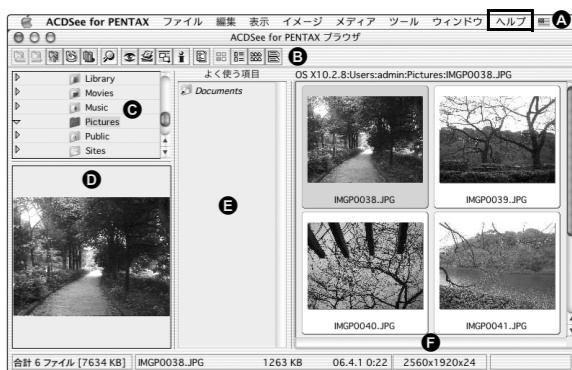 ACDSee for PENTAX ファイル 編集 表示 イメージ メディア ツール ウィンドウ ヘルプ A
ACDSee for PENTAX ブラウザ
B
よく使う項目
OS X10.2.8:Users:admin:Pictures:IMGP0038.JPG
Library
Movies
Music
C
Pictures
Public
Sites
Documents
D
E
IMGP0038.JPG
IMGP0039.JPG
IMGP0040.JPG
IMGP0041.JPG
F
合計 6 ファイル [7634 KB]
IMGP0038.JPG
1263 KB
06.4.1 0:22
2560x1920x24